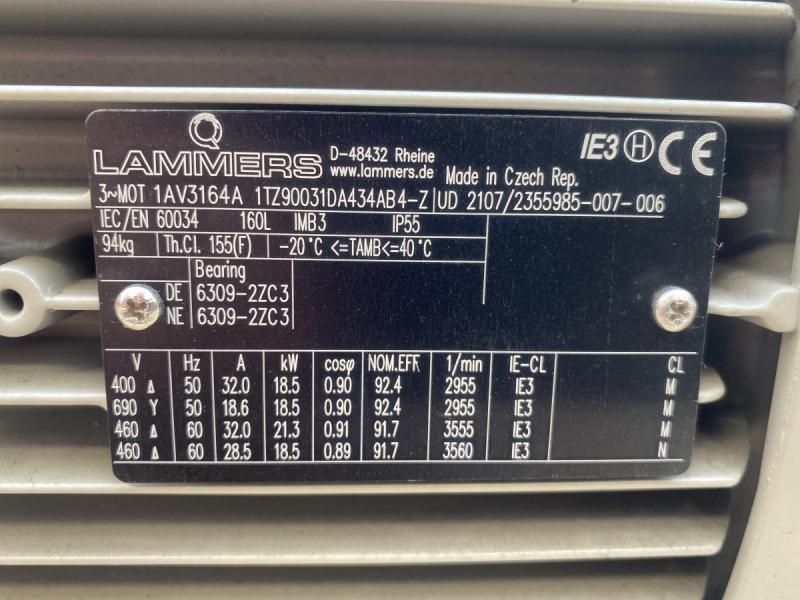 LAMMERS
D-48432 Rheine
www.lammers.de
Made in Czech Rep.
IE3 H CE
3~MOT 1AV3164A 1TZ90031DA434AB4-Z UD 2107/2355985-007-006
IEC/EN 60034 160L IMB3 IP55
94kg Th.Cl. 155(F) -20°C <=TAMB<=40°C
Bearing
DE 6309-2ZC3
NE 6309-2ZC3
V Hz A kW cosφ NOM.EFF 1/min IE-CL CL
400 Δ 50 32.0 18.5 0.90 92.4 2955 IE3 M
690 Y 50 18.6 18.5 0.90 92.4 2955 IE3 M
460 Δ 60 32.0 21.3 0.91 91.7 3555 IE3 M
460 Δ 60 28.5 18.5 0.89 91.7 3560 IE3 N